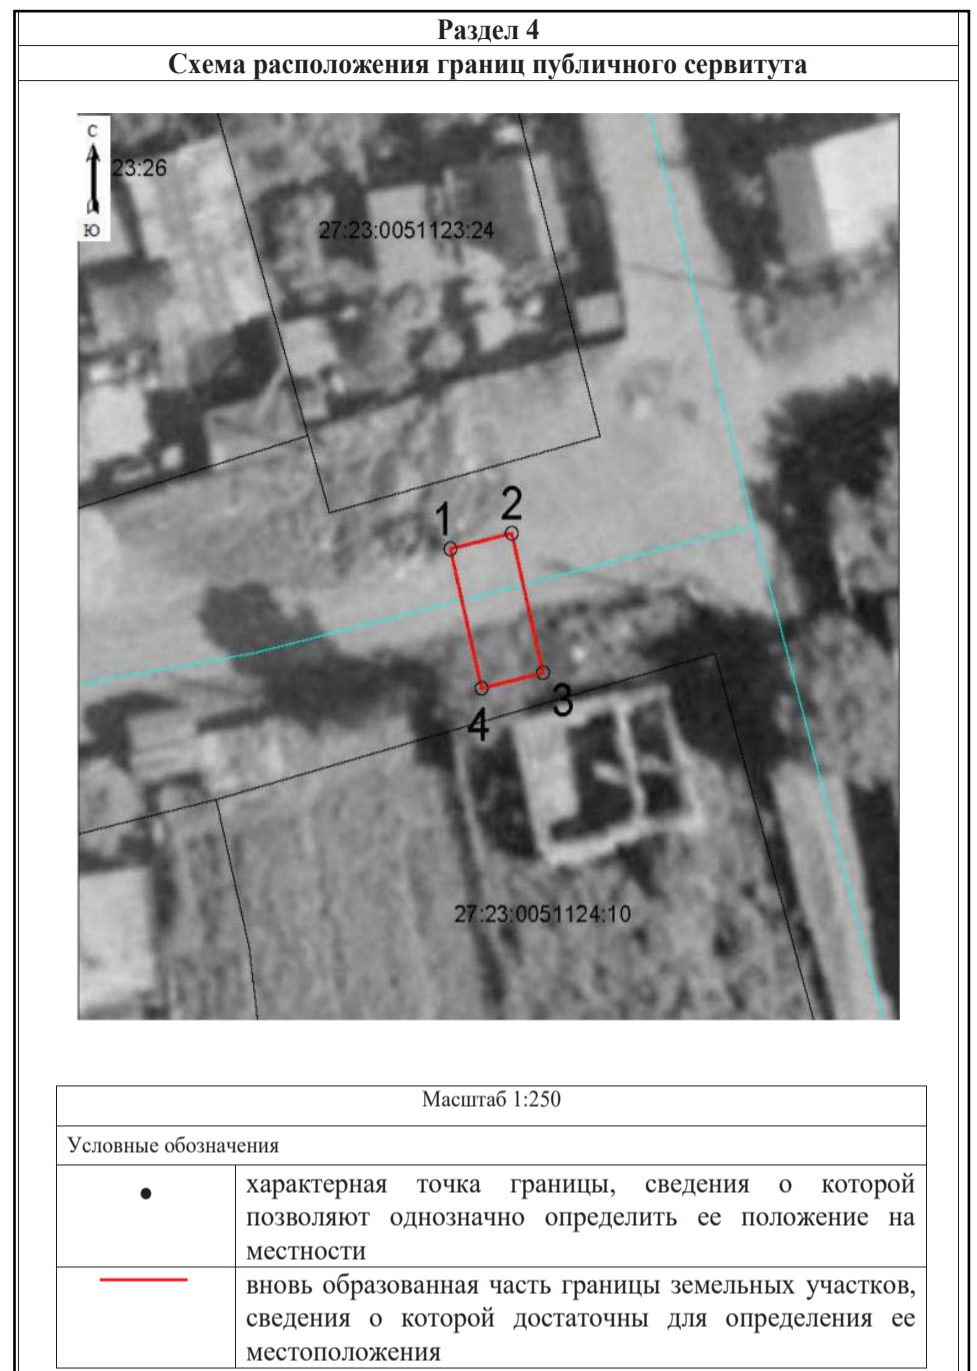 Раздел 4
Схема расположения границ публичного сервитута
С
23:26
Ю
27:23:0051123:24
1
2
3
4
27:23:0051124:10
Масштаб 1:250
Условные обозначения
характерная точка границы, сведения о которой
позволяют однозначно определить ее положение на
местности
вновь образованная часть границы земельных участков,
сведения о которой достаточны для определения ее
местоположения